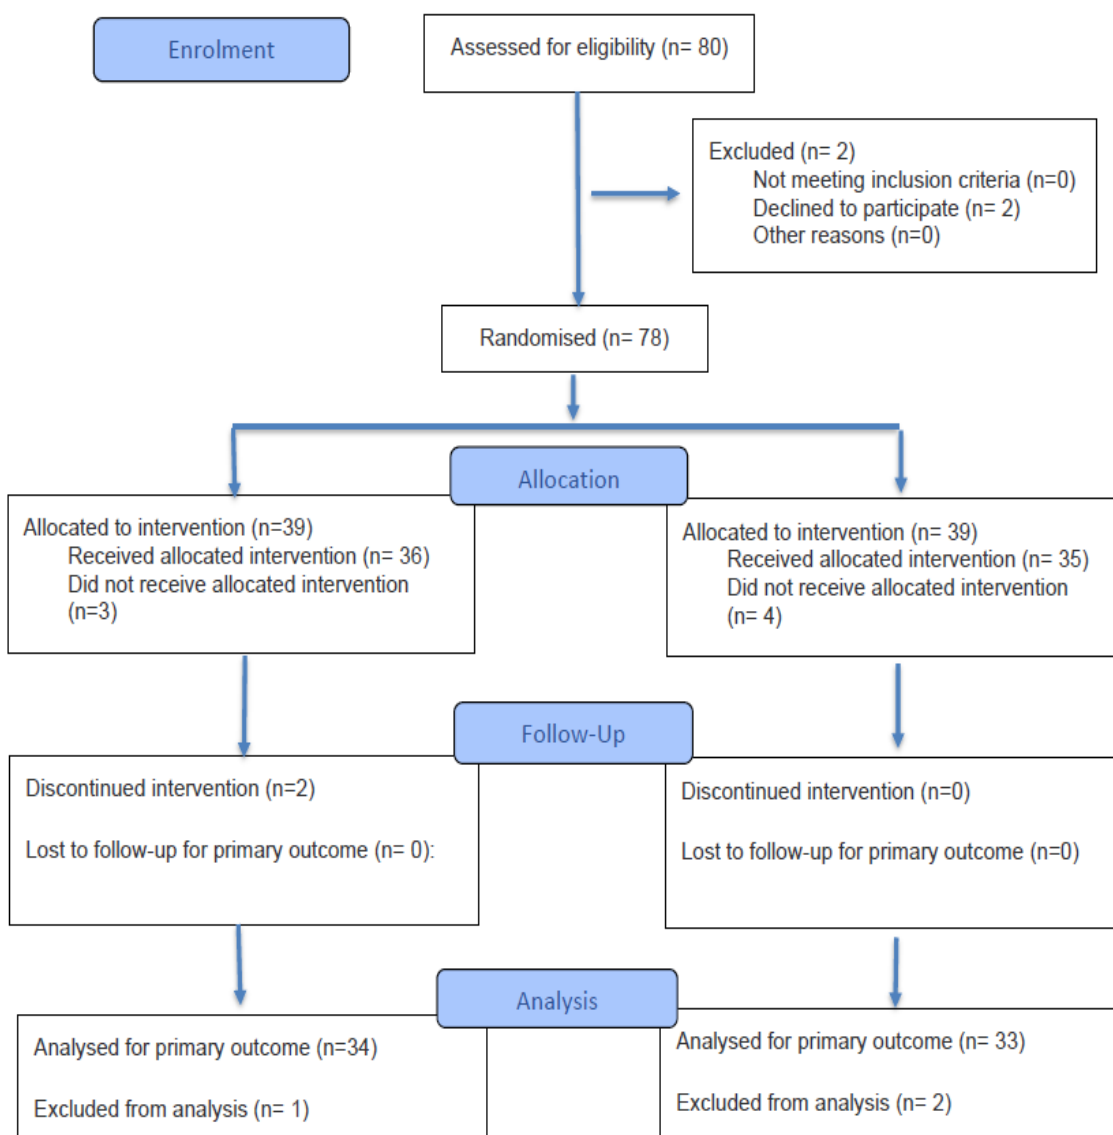 Enrolment
Assessed for eligibility (n= 80)
Excluded (n= 2)
Not meeting inclusion criteria (n=0)
Declined to participate (n= 2)
Other reasons (n=0)
Randomised (n= 78)
Allocation
Allocated to intervention (n=39)
Received allocated intervention (n= 36)
Did not receive allocated intervention
(n=3)
Allocated to intervention (n= 39)
Received allocated intervention (n= 35)
Did not receive allocated intervention
(n= 4)
Follow-Up
Discontinued intervention (n=2)
Lost to follow-up for primary outcome (n= 0):
Discontinued intervention (n=0)
Lost to follow-up for primary outcome (n=0)
Analysis
Analysed for primary outcome (n=34)
Excluded from analysis (n= 1)
Analysed for primary outcome (n= 33)
Excluded from analysis (n= 2)